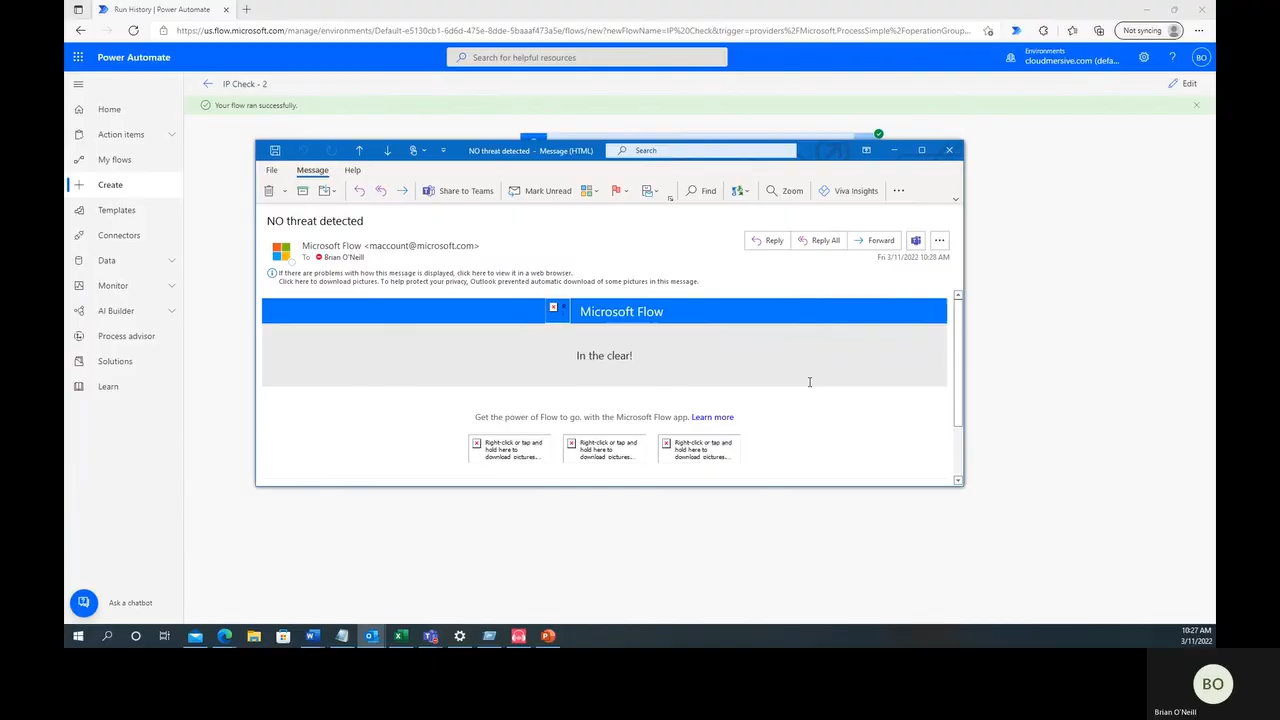 Run History | Power Automate
https://us.flow.microsoft.com/manage/environments/Default-e5130cb1-6d6d-475e-8dde-5baaaf473a5e/flows/new?newFlowName=IP%20Check&trigger=providers%2FMicrosoft.ProcessSimple%2FoperationGroup...
Not syncing
Power Automate
Search for helpful resources
Environments
cloudmersive.com (defa...
BO
IP Check - 2
Edit
Your flow ran successfully.
Home
Action items
My flows
Create
Templates
Connectors
Data
Monitor
AI Builder
Process advisor
Solutions
Learn
Ask a chatbot
NO threat detected - Message (HTML)
Search
File
Message
Help
Share to Teams
Mark Unread
Find
Zoom
Viva Insights
NO threat detected
Microsoft Flow <maccount@microsoft.com>
To Brian O'Neill
Reply
Reply All
Forward
Fri 3/11/2022 10:28 AM
If there are problems with how this message is displayed, click here to view it in a web browser.
Click here to download pictures. To help protect your privacy, Outlook prevented automatic download of some pictures in this message.
Microsoft Flow
In the clear!
Get the power of Flow to go, with the Microsoft Flow app. Learn more
Right-click or tap and
hold here to
download pictures...
Right-click or tap and
hold here to
download pictures...
Right-click or tap and
hold here to
download pictures...
10:27 AM
3/11/2022
BO
Brian O'Neill